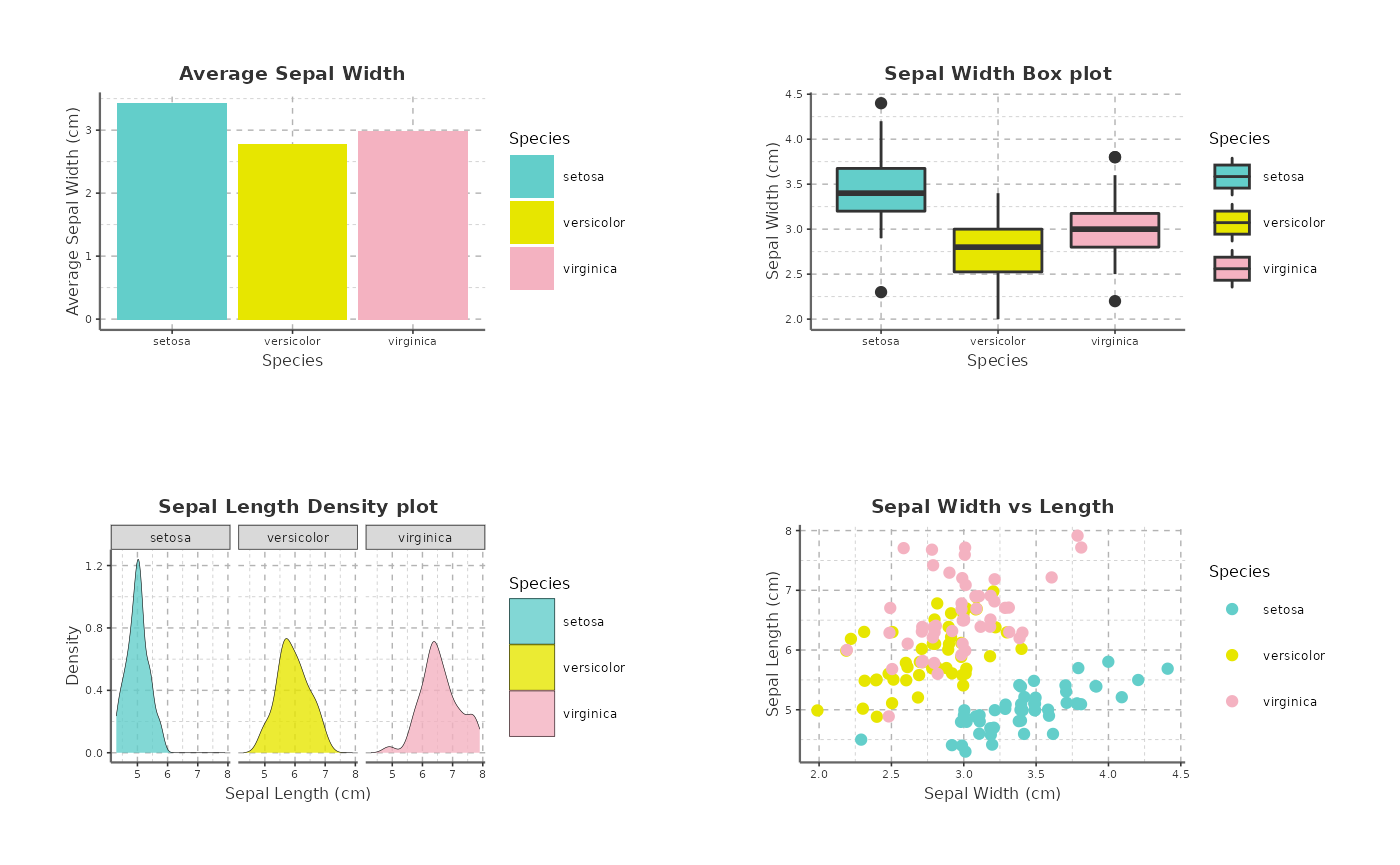 Average Sepal Width
Average Sepal Width (cm)
3
2
1
0
setosa versicolor virginica
Species
Species
setosa
versicolor
virginica
Sepal Width Box plot
Sepal Width (cm)
4.5
4.0
3.5
3.0
2.5
2.0
setosa versicolor virginica
Species
Species
setosa
versicolor
virginica
Sepal Length Density plot
setosa versicolor virginica
Density
1.2
0.8
0.4
0.0
5 6 7 8 5 6 7 8 5 6 7 8
Sepal Length (cm)
Species
setosa
versicolor
virginica
Sepal Width vs Length
Sepal Length (cm)
8
7
6
5
2.0 2.5 3.0 3.5 4.0 4.5
Sepal Width (cm)
Species
setosa
versicolor
virginica